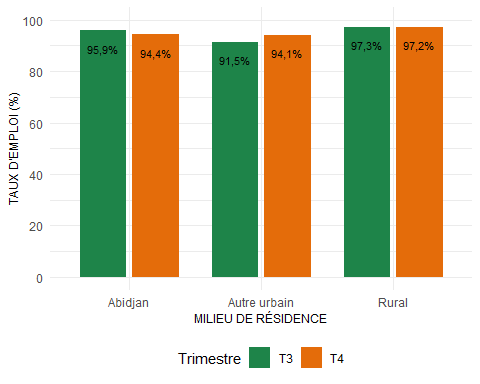 TAUX D'EMPLOI (%)
100
80
60
40
20
0
95,9%
94,4%
91,5%
94,1%
97,3%
97,2%
Abidjan
Autre urbain
Rural
MILIEU DE RÉSIDENCE
Trimestre
T3
T4